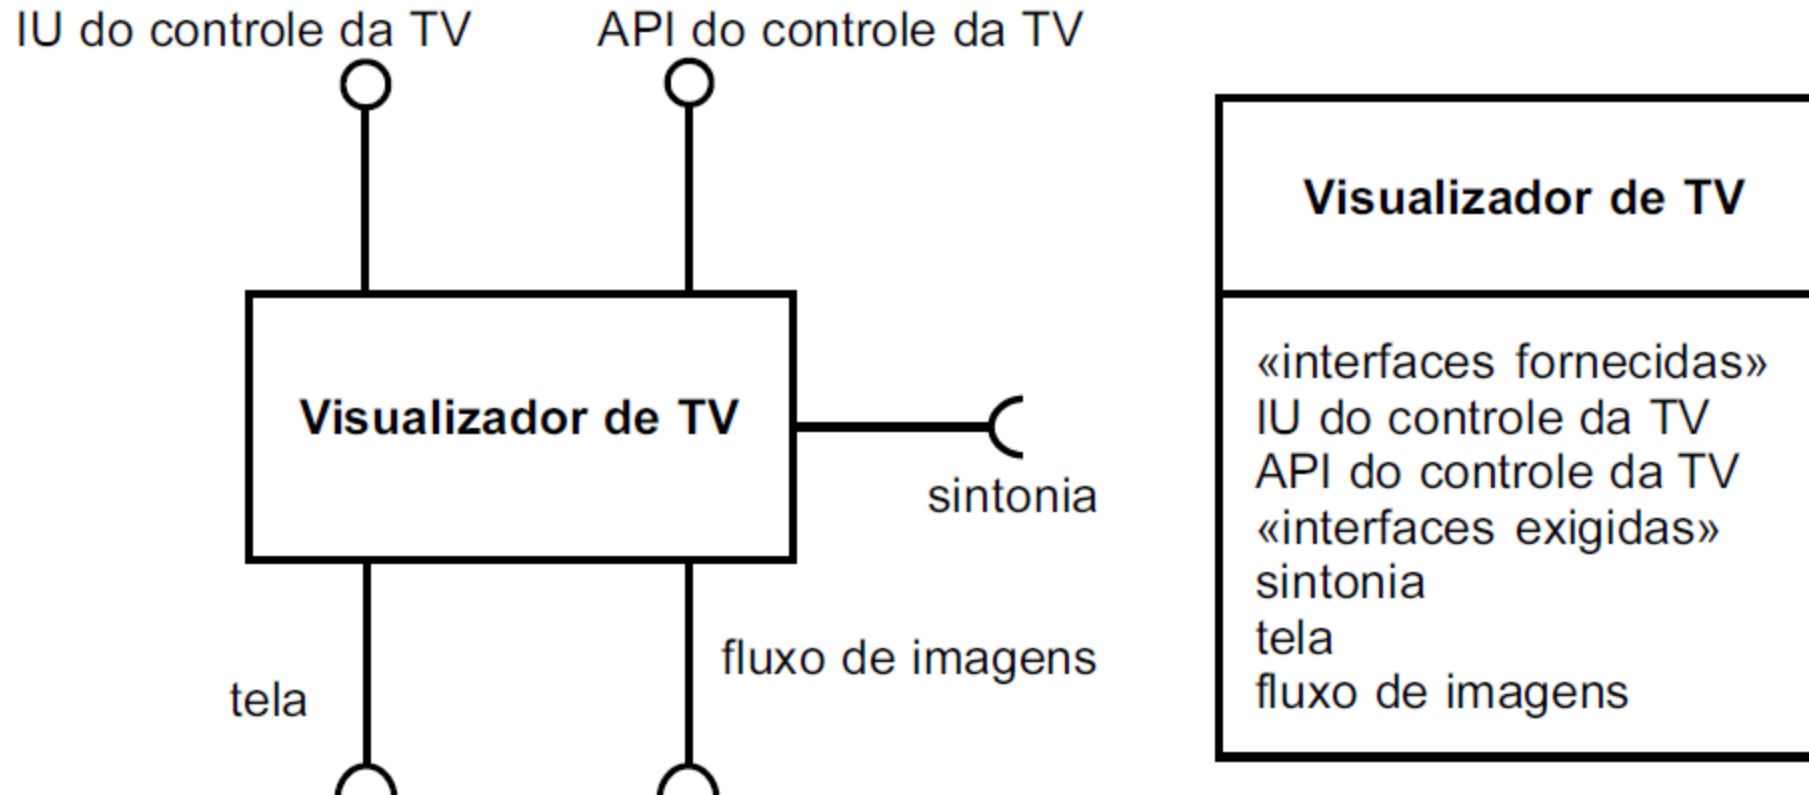 IU do controle da TV
API do controle da TV
Visualizador de TV
sintonia
tela
fluxo de imagens
Visualizador de TV
«interfaces fornecidas»
IU do controle da TV
API do controle da TV
«interfaces exigidas»
sintonia
tela
fluxo de imagens